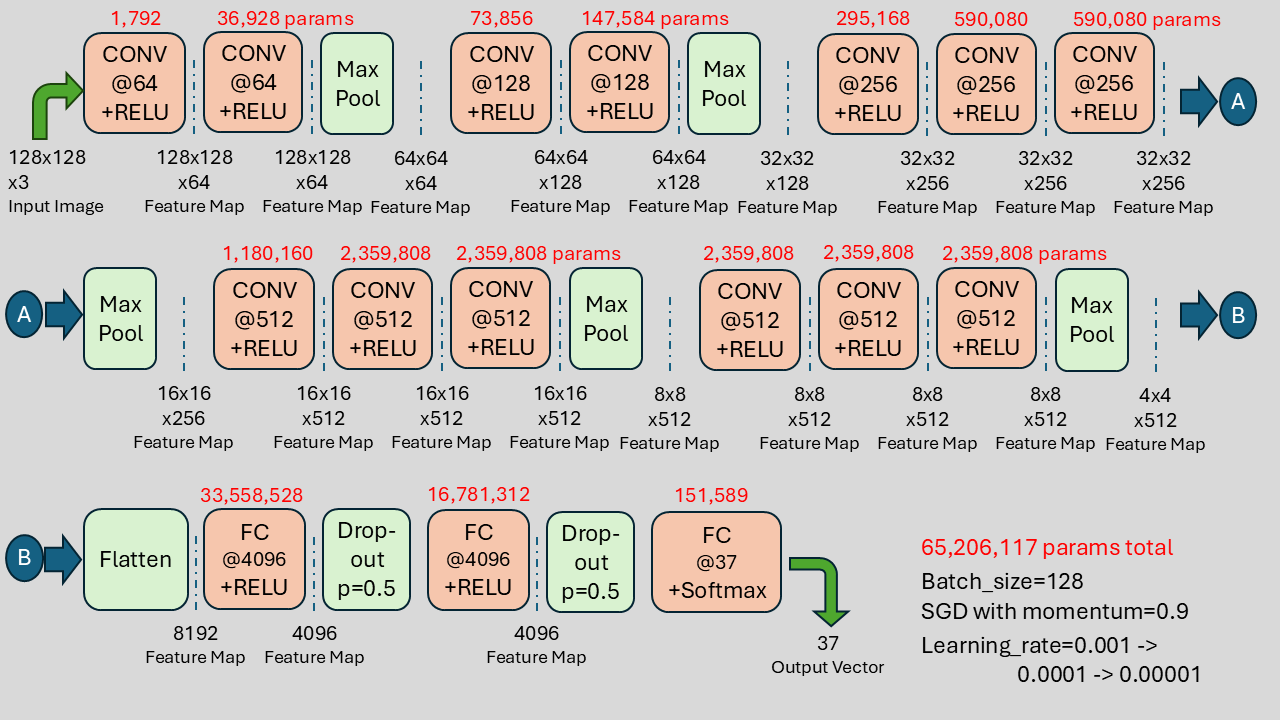 1,792
36,928 params
73,856
147,584 params
295,168
590,080
590,080 params
CONV
@64
+RELU
CONV
@64
+RELU
Max
Pool
CONV
@128
+RELU
CONV
@128
+RELU
Max
Pool
CONV
@256
+RELU
CONV
@256
+RELU
CONV
@256
+RELU
A
128x128
x3
Input Image
128x128
x64
Feature Map
128x128
x64
Feature Map
64x64
x64
Feature Map
64x64
x128
Feature Map
64x64
x128
Feature Map
32x32
x128
Feature Map
32x32
x256
Feature Map
32x32
x256
Feature Map
32x32
x256
Feature Map
1,180,160
2,359,808
2,359,808 params
2,359,808
2,359,808
2,359,808 params
A
Max
Pool
CONV
@512
+RELU
CONV
@512
+RELU
CONV
@512
+RELU
Max
Pool
CONV
@512
+RELU
CONV
@512
+RELU
CONV
@512
+RELU
Max
Pool
B
16x16
x256
Feature Map
16x16
x512
Feature Map
16x16
x512
Feature Map
16x16
x512
Feature Map
8x8
x512
Feature Map
8x8
x512
Feature Map
8x8
x512
Feature Map
8x8
x512
Feature Map
4x4
x512
Feature Map
33,558,528
16,781,312
151,589
B
Flatten
FC
@4096
+RELU
Drop-
out
p=0.5
FC
@4096
+RELU
Drop-
out
p=0.5
FC
@37
+Softmax
8192
Feature Map
4096
Feature Map
4096
Feature Map
37
Output Vector
65,206,117 params total
Batch_size=128
SGD with momentum=0.9
Learning_rate=0.001 ->
0.0001 -> 0.00001